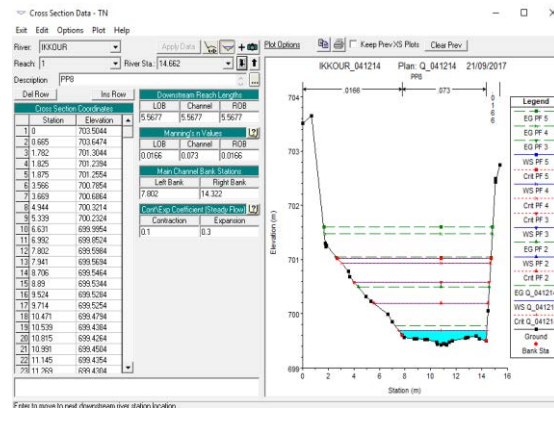 Cross Section Data - TN
Exit Edit Options Plot Help
River: IKKOUR Apply Data
Reach: 1 River Sta.: 14.662
Description PP8
Del Row Ins Row
Cross Section Coordinates
Station Elevation
1 0 703.5044
2 0.665 703.6474
3 1.782 701.3044
4 1.825 701.2394
5 1.875 701.2554
6 3.566 700.7854
7 3.669 700.6864
8 4.944 700.3214
9 5.339 700.2324
10 6.631 699.9954
11 6.992 699.8524
12 7.802 699.5984
13 7.941 699.5694
14 8.706 699.5464
15 8.89 699.5344
16 9.524 699.5284
17 9.714 699.5254
18 10.471 699.4794
19 10.539 699.4384
20 10.815 699.4264
21 10.991 699.4504
22 11.145 699.4354
23 11.269 699.4304
Downstream Reach Lengths
LOB Channel ROB
5.5677 5.5677 5.5677
Manning's n Values
LOB Channel ROB
0.0166 0.073 0.0166
Main Channel Bank Stations
Left Bank Right Bank
7.802 14.322
Cont\Exp Coefficient (Steady Flow)
Contraction Expansion
0.1 0.3
Enter to move to next downstream river station location
Plot Options Keep Prev XS Plots Clear Prev
IKKOUR_041214 Plan: Q_041214 21/09/2017
PP8
.0166 .073 0166
704
703
702
701
700
699
Elevation (m)
0 2 4 6 8 10 12 14 16
Station (m)
Legend
EG PF 5
EG PF 4
EG PF 3
WS PF 5
Crit PF 5
WS PF 4
Crit PF 4
Crit PF 3
WS PF 3
EG PF 2
WS PF 2
Crit PF 2
EG Q_041214
WS Q_04121
Crit Q_04121
Ground
Bank Sta